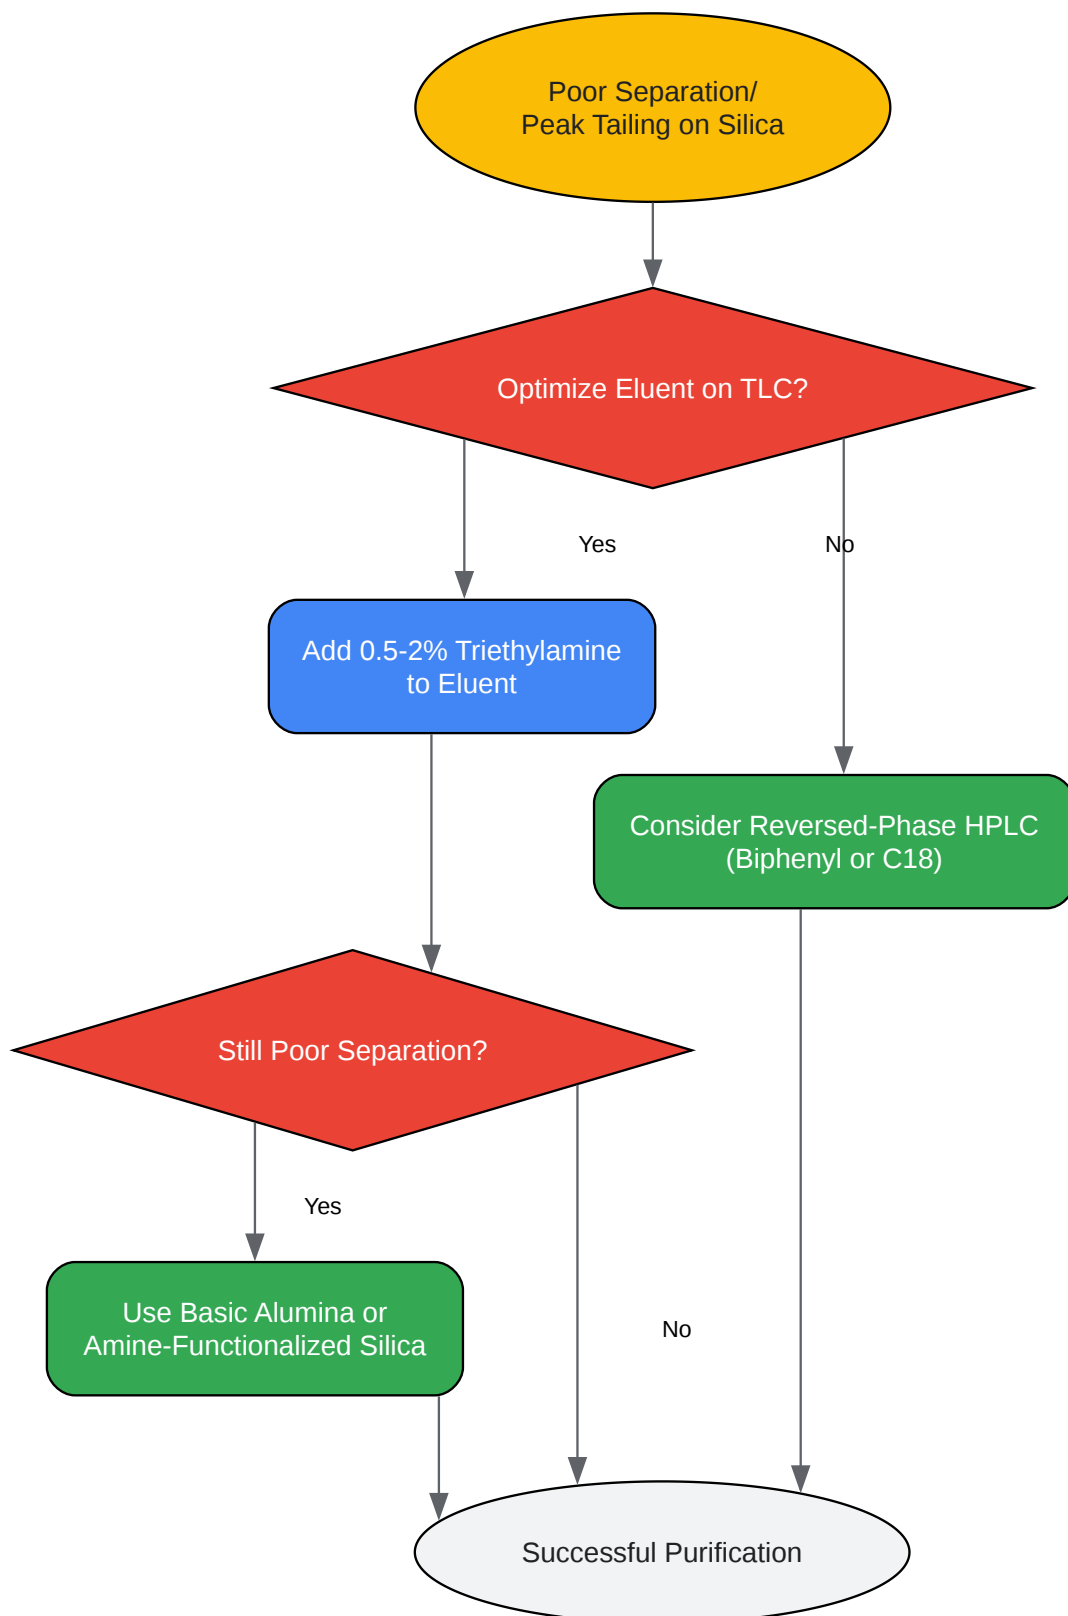 Poor Separation/
Peak Tailing on Silica
Optimize Eluent on TLC?
Yes
No
Add 0.5-2% Triethylamine
to Eluent
Consider Reversed-Phase HPLC
(Biphenyl or C18)
Still Poor Separation?
Yes
Use Basic Alumina or
Amine-Functionalized Silica
No
Successful Purification